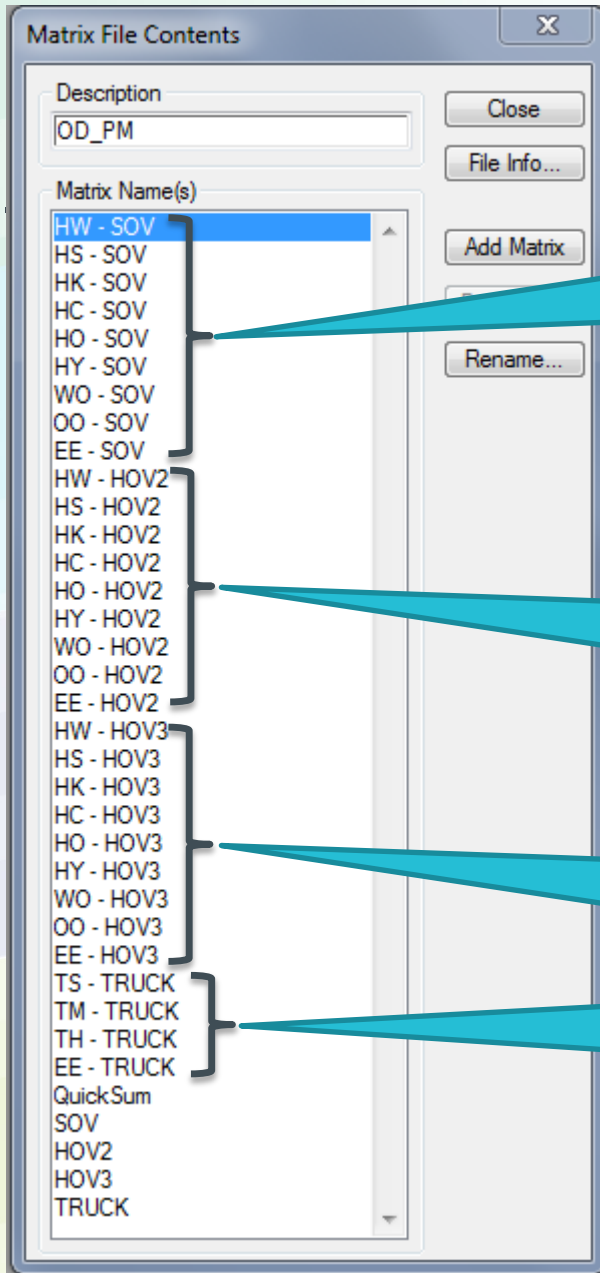 Matrix File Contents
Description
OD_PM
Close
File Info...
Matrix Name(s)
Add Matrix
Rename...
HW - SOV
HS - SOV
HK - SOV
HC - SOV
HO - SOV
HY - SOV
WO - SOV
OO - SOV
EE - SOV
HW - HOV2
HS - HOV2
HK - HOV2
HC - HOV2
HO - HOV2
HY - HOV2
WO - HOV2
OO - HOV2
EE - HOV2
HW - HOV3
HS - HOV3
HK - HOV3
HC - HOV3
HO - HOV3
HY - HOV3
WO - HOV3
OO - HOV3
EE - HOV3
TS - TRUCK
TM - TRUCK
TH - TRUCK
EE - TRUCK
QuickSum
SOV
HOV2
HOV3
TRUCK